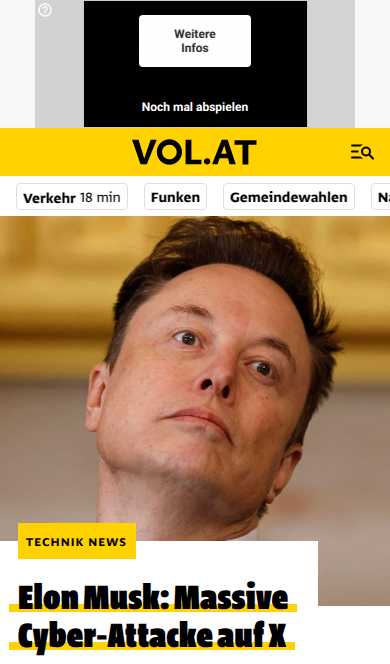 Weitere
Infos
Noch mal abspielen
VOL.AT
Verkehr 18 min
Funken
Gemeindewahlen
TECHNIK NEWS
Elon Musk: Massive
Cyber-Attacke auf X